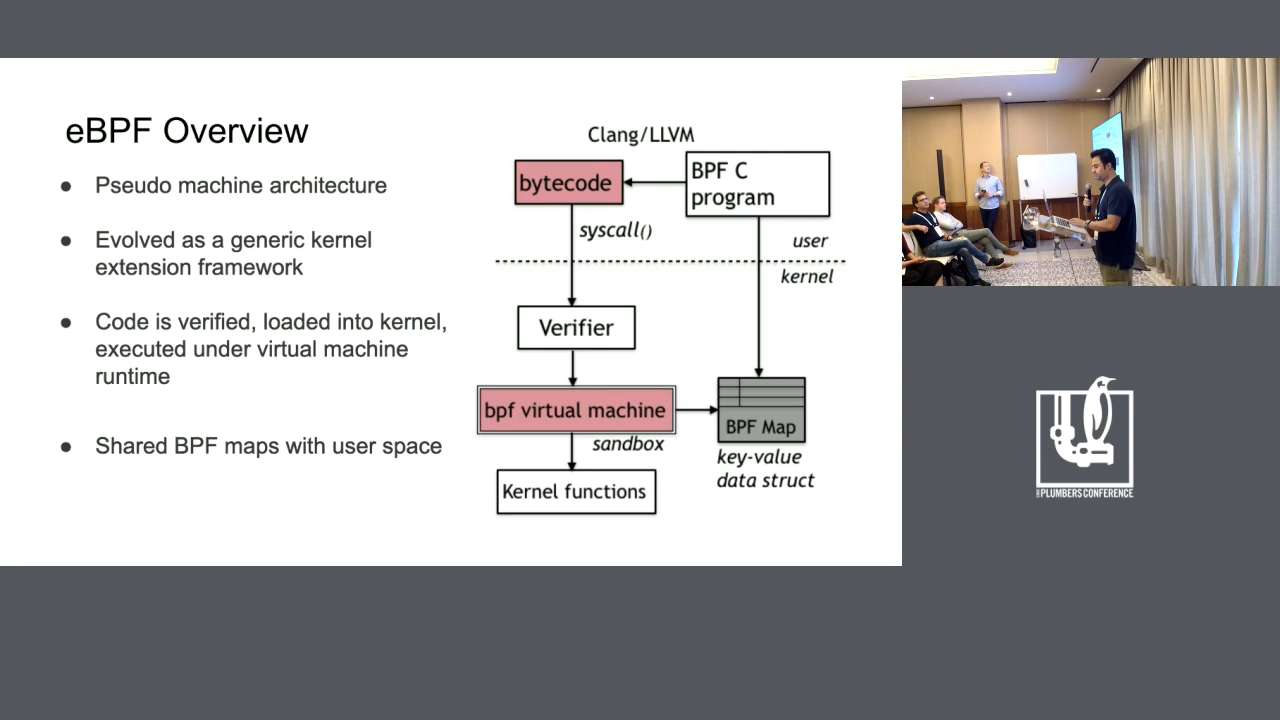 eBPF Overview
● Pseudo machine architecture
● Evolved as a generic kernel
extension framework
● Code is verified, loaded into kernel,
executed under virtual machine
runtime
● Shared BPF maps with user space
Clang/LLVM
bytecode
BPF C
program
syscall()
user
kernel
Verifier
bpf virtual machine
sandbox
BPF Map
key-value
data struct
Kernel functions
PLUMBERS CONFERENCE